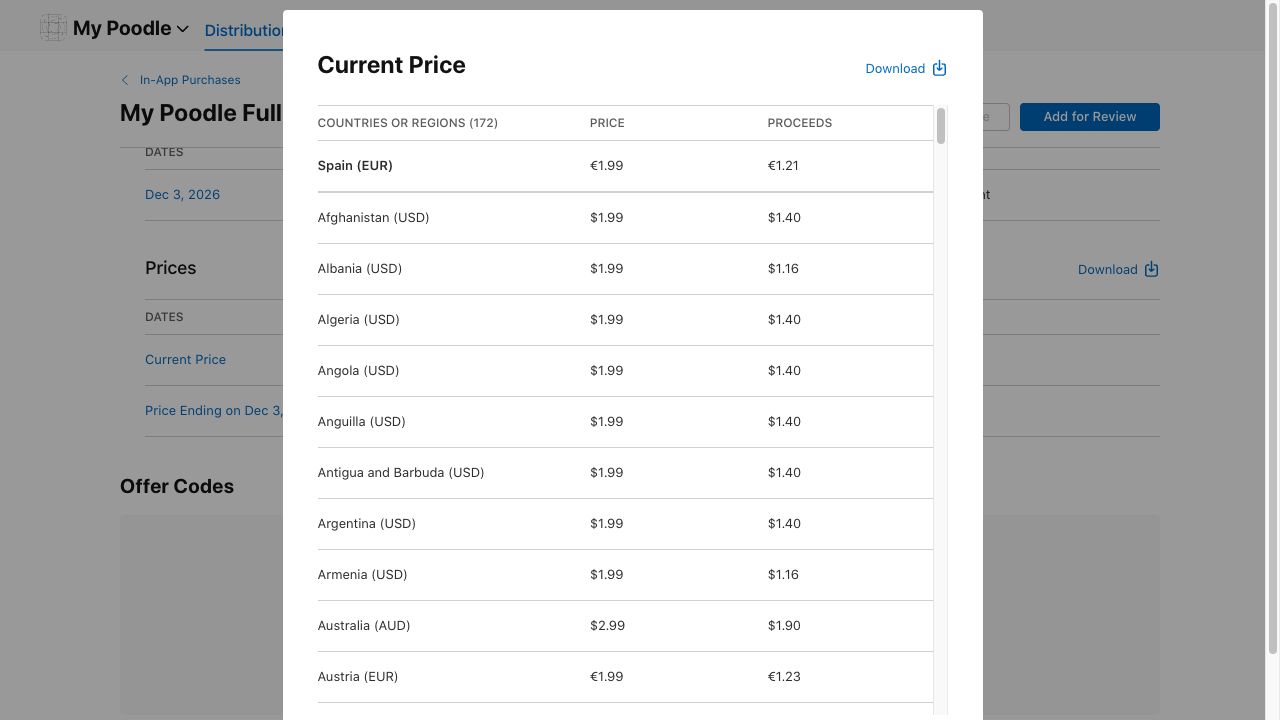 My Poodle
Distribution
In-App Purchases
My Poodle Full
Add for Review
DATES
Dec 3, 2026
Prices
Download
DATES
Current Price
Price Ending on Dec 3,
Offer Codes
Current Price
Download
COUNTRIES OR REGIONS (172) PRICE PROCEEDS
Spain (EUR) €1.99 €1.21
Afghanistan (USD) $1.99 $1.40
Albania (USD) $1.99 $1.16
Algeria (USD) $1.99 $1.40
Angola (USD) $1.99 $1.40
Anguilla (USD) $1.99 $1.40
Antigua and Barbuda (USD) $1.99 $1.40
Argentina (USD) $1.99 $1.40
Armenia (USD) $1.99 $1.16
Australia (AUD) $2.99 $1.90
Austria (EUR) €1.99 €1.23